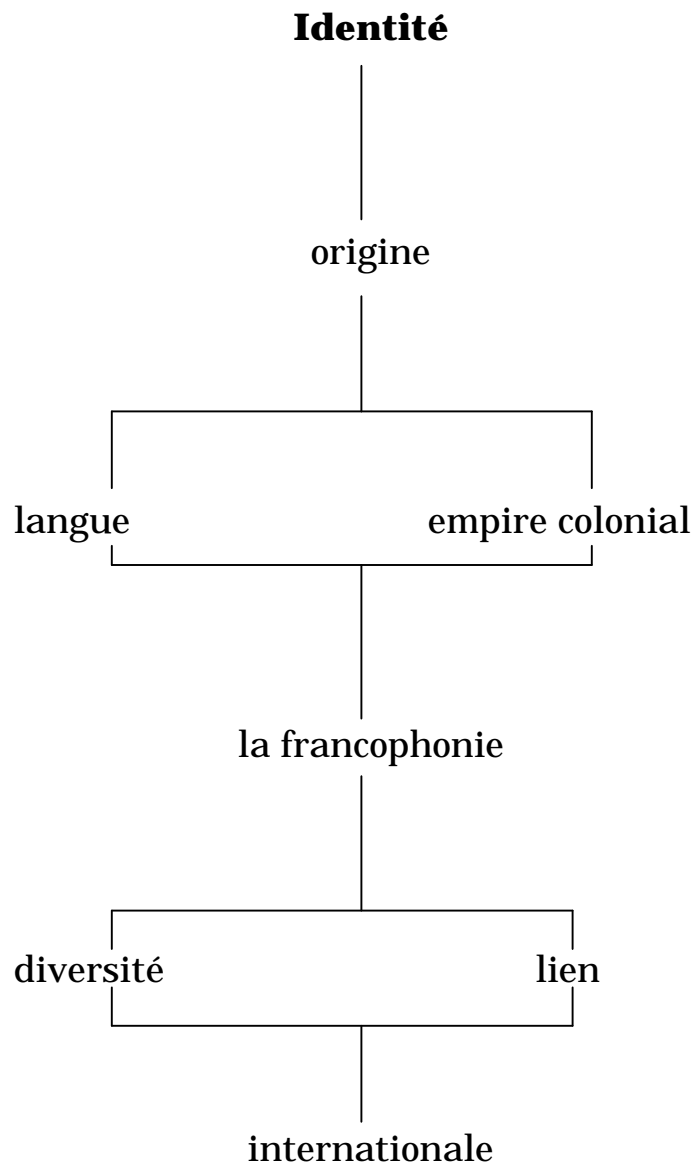 Identité
origine
langue empire colonial
la francophonie
diversité lien
internationale